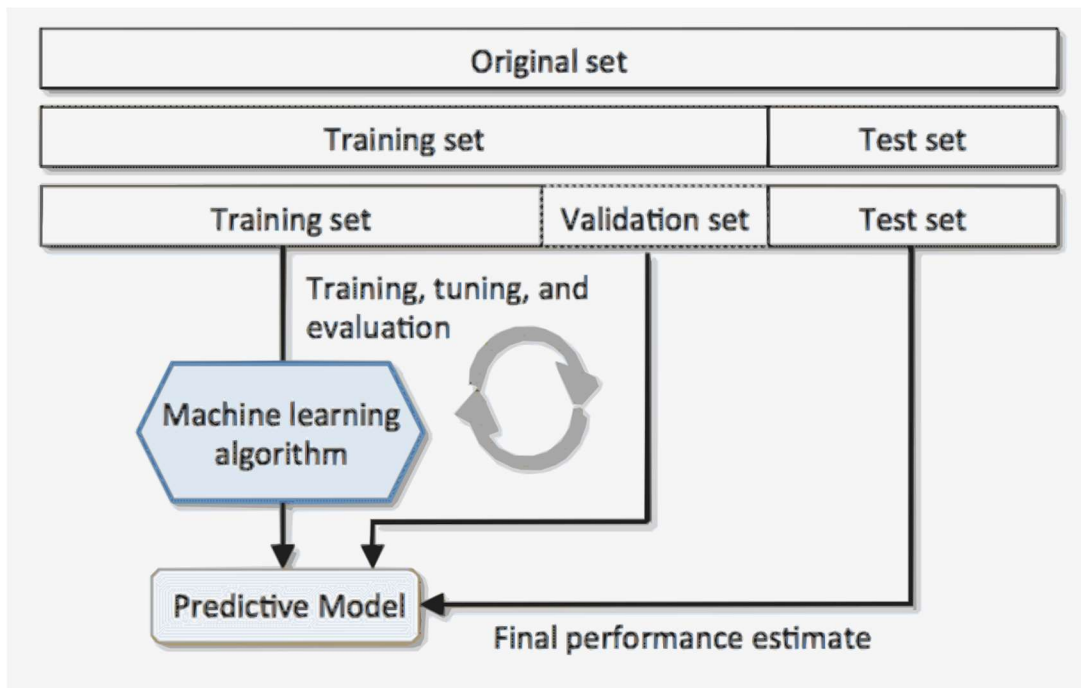 Original set
Training set
Test set
Training set
Validation set
Test set
Training, tuning, and
evaluation
Machine learning
algorithm
Predictive Model
Final performance estimate